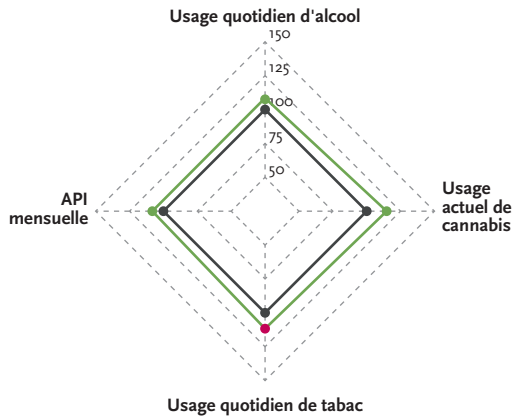 Usage quotidien d'alcool
150
125
100
75
50
API
mensuelle
Usage
actuel de
cannabis
Usage quotidien de tabac